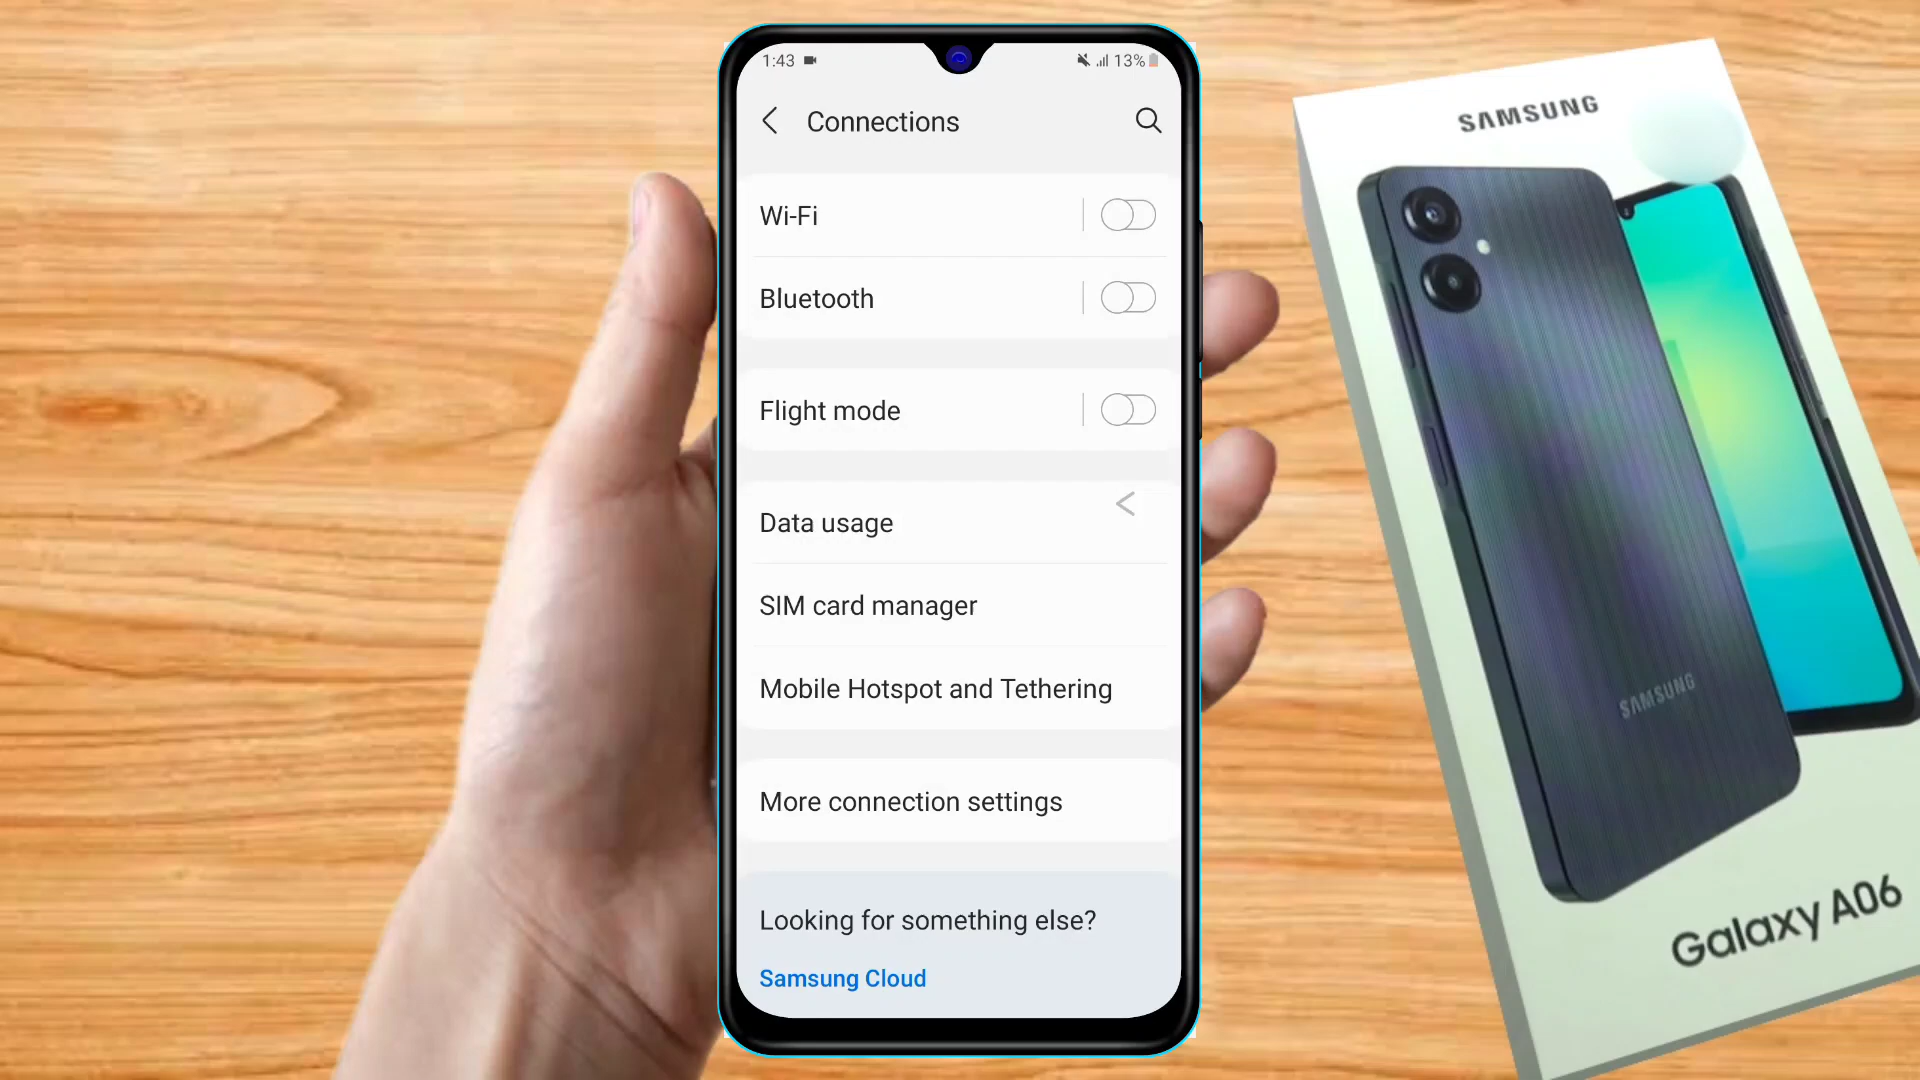 1:43
13%
Connections
Wi-Fi
Bluetooth
Flight mode
Data usage
SIM card manager
Mobile Hotspot and Tethering
More connection settings
Looking for something else?
Samsung Cloud
SAMSUNG
SAMSUNG
Galaxy A06